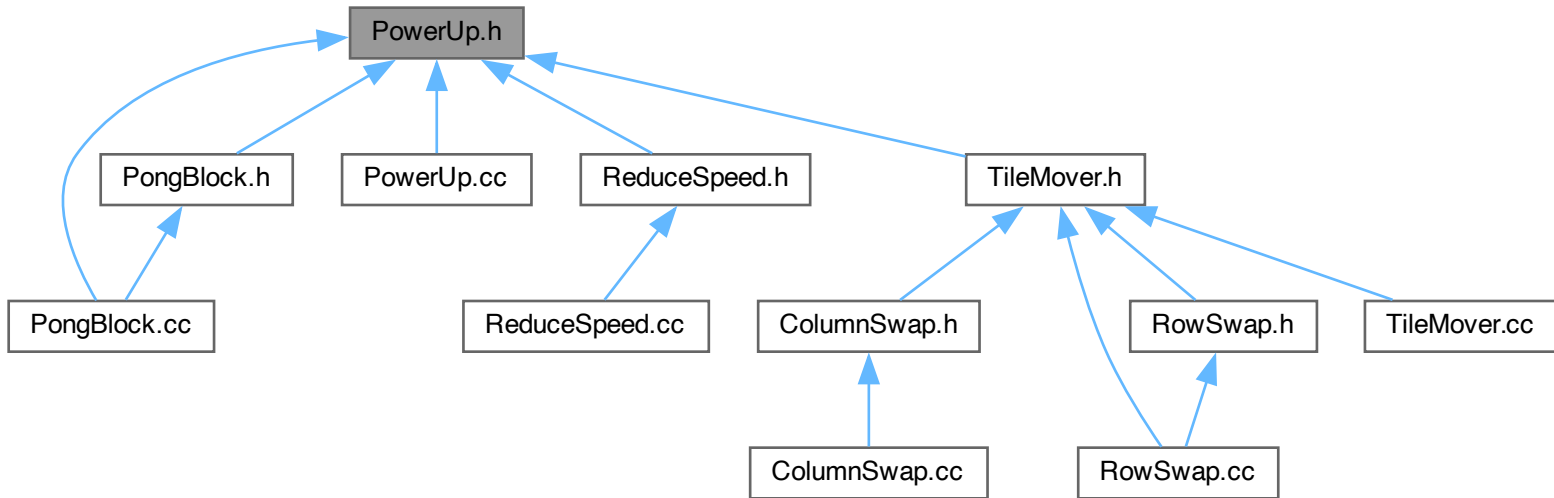 PowerUp.h
PongBlock.h
PowerUp.cc
ReduceSpeed.h
TileMover.h
PongBlock.cc
ReduceSpeed.cc
ColumnSwap.h
RowSwap.h
TileMover.cc
ColumnSwap.cc
RowSwap.cc